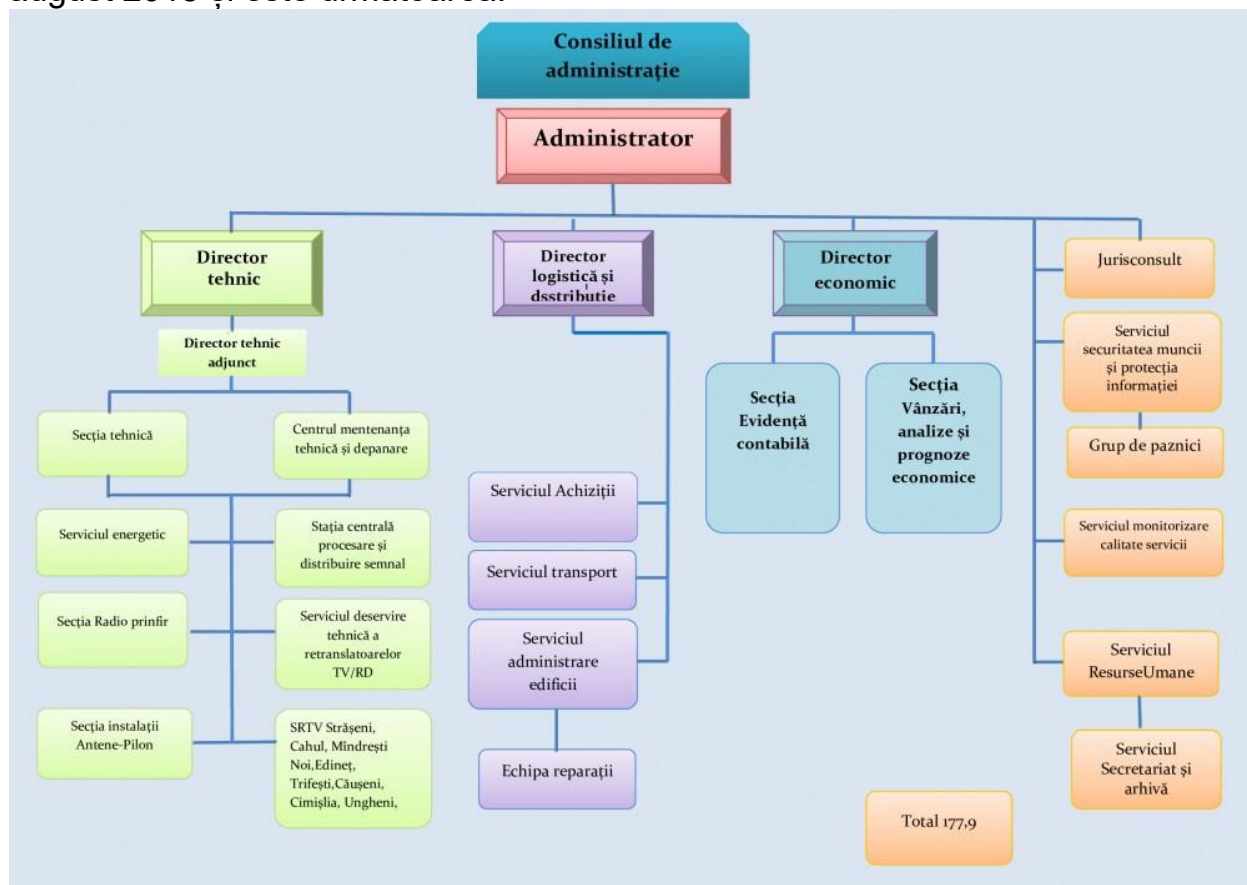 Consiliul de
administrație
Administrator
Director
tehnic
Director
logistică și
dsstributie
Director
economic
Jurisconsult
Director tehnic
adjunct
Serviciul
securitatea muncii
și protecția
informației
Secția tehnică
Centrul mentenanța
tehnică și depanare
Secția
Evidență
contabilă
Secția
Vânzări,
analize și
prognoze
economice
Grup de paznici
Serviciul Achiziții
Serviciul energetic
Stația centrală
procesare și
distribuire semnal
Serviciul monitorizare
calitate servicii
Serviciul transport
Secția Radio prinfir
Serviciul deservire
tehnică a
retranslatoarelor
TV/RD
Serviciul
administrare
edificii
Serviciul
ResurseUmane
Secția instalații
Antene-Pilon
SRTV Strășeni,
Cahul, Mîndrești
Noi,Edineț,
Trifești,Căușeni,
Cimișlia, Ungheni,
Echipa reparații
Serviciul
Secretariat și
arhivă
Total 177,9